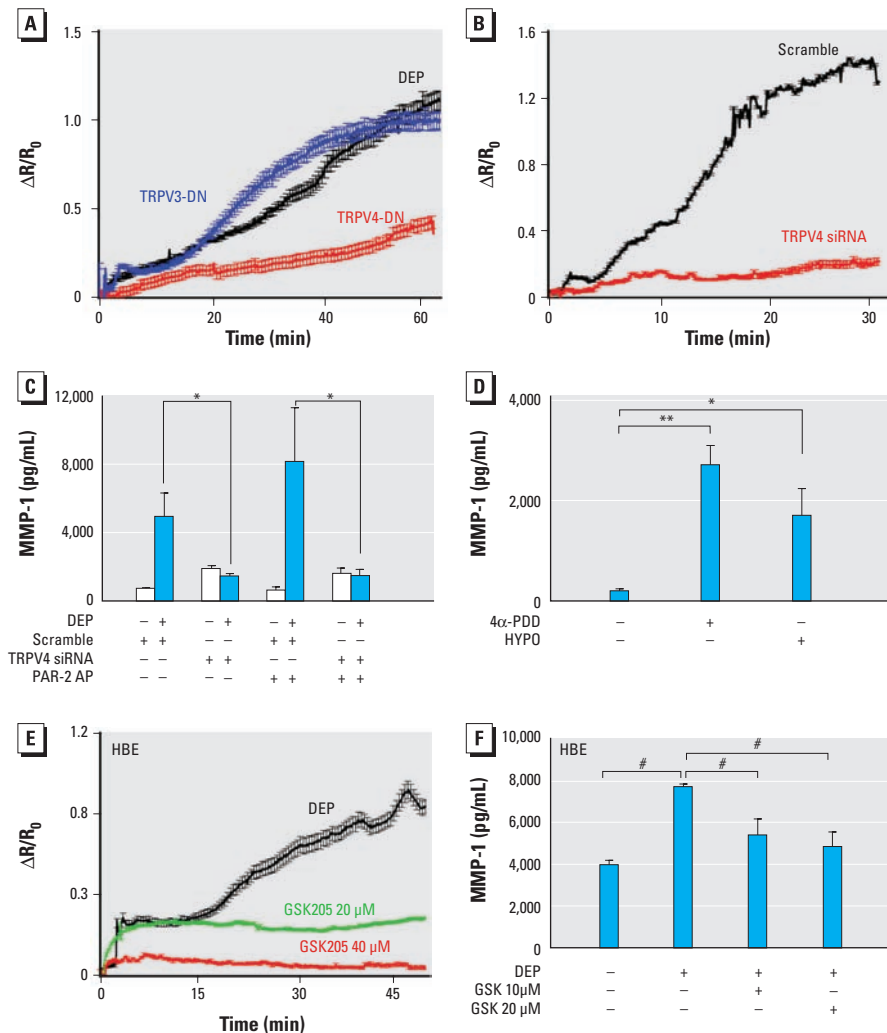 A
1.5
1.0
0.5
0
ΔR/R0
DEP
TRPV3-DN
TRPV4-DN
0 20 40 60
Time (min)
B
1.6
1.2
0.8
0.4
0
ΔR/R0
Scramble
TRPV4 siRNA
0 10 20 30
Time (min)
C
12,000
8,000
4,000
0
MMP-1 (pg/mL)
* *
DEP – + – + – + – +
Scramble + + – – + + – –
TRPV4 siRNA – – + + – – + +
PAR-2 AP – – – – + + + +
D
4,000
2,000
0
MMP-1 (pg/mL)
*
**
4α-PDD – + –
HYPO – – +
E
HBE
1.2
0.8
0.3
0
ΔR/R0
DEP
GSK205 20 μM
GSK205 40 μM
0 15 30 45
Time (min)
F
HBE
10,000
8,000
6,000
4,000
2,000
0
MMP-1 (pg/mL)
#
# #
DEP – + + +
GSK 10μM – – + –
GSK 20 μM – – – +